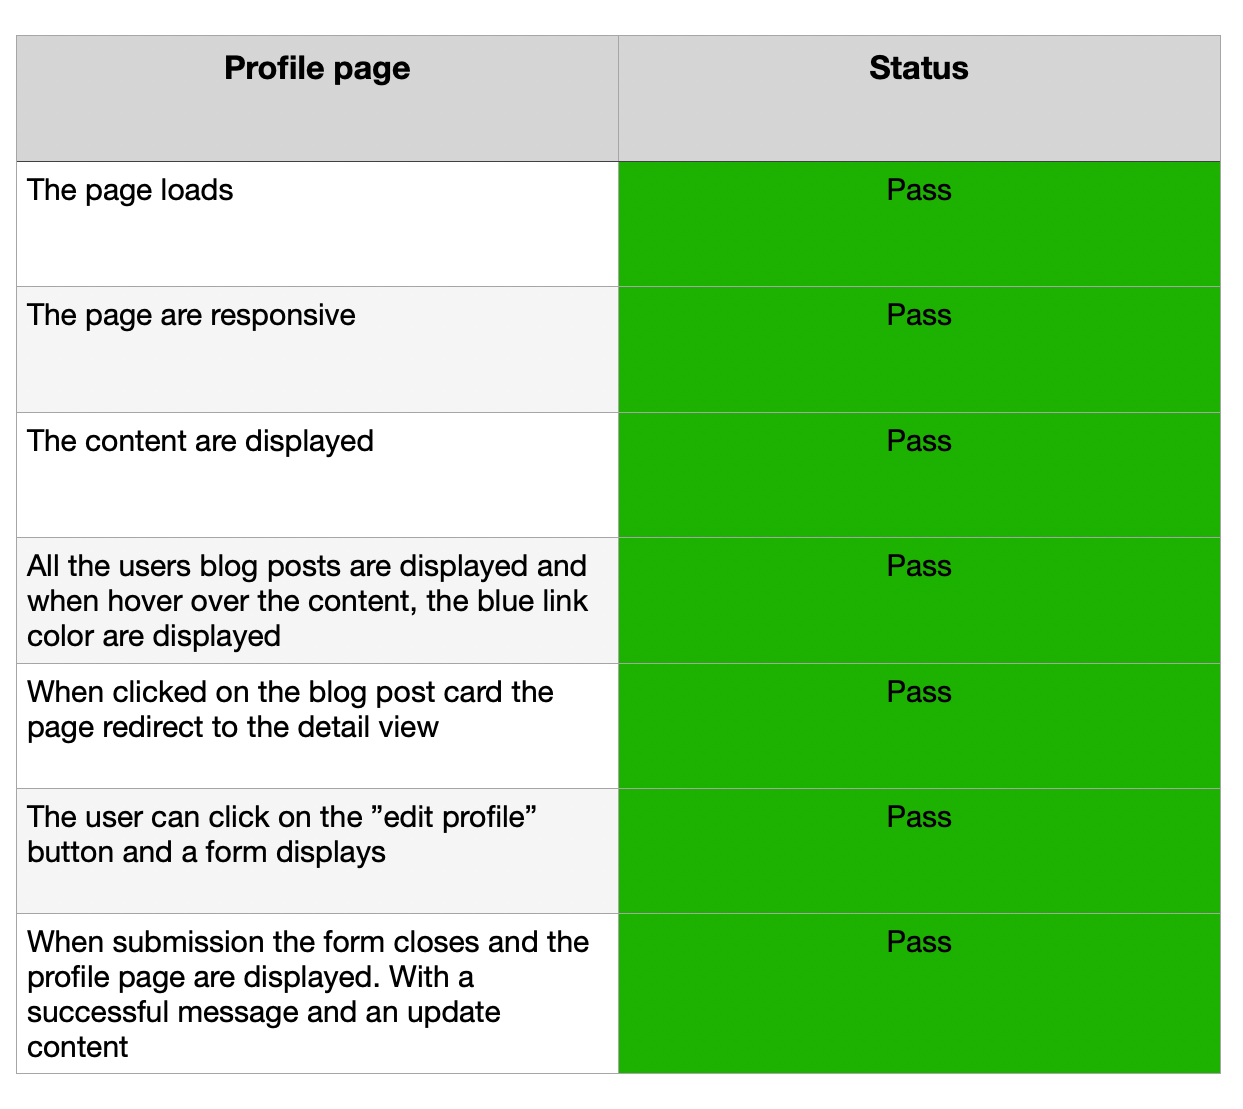 Profile page
Status
The page loads
Pass
The page are responsive
Pass
The content are displayed
Pass
All the users blog posts are displayed and
when hover over the content, the blue link
color are displayed
Pass
When clicked on the blog post card the
page redirect to the detail view
Pass
The user can click on the ”edit profile”
button and a form displays
Pass
When submission the form closes and the
profile page are displayed. With a
successful message and an update
content
Pass